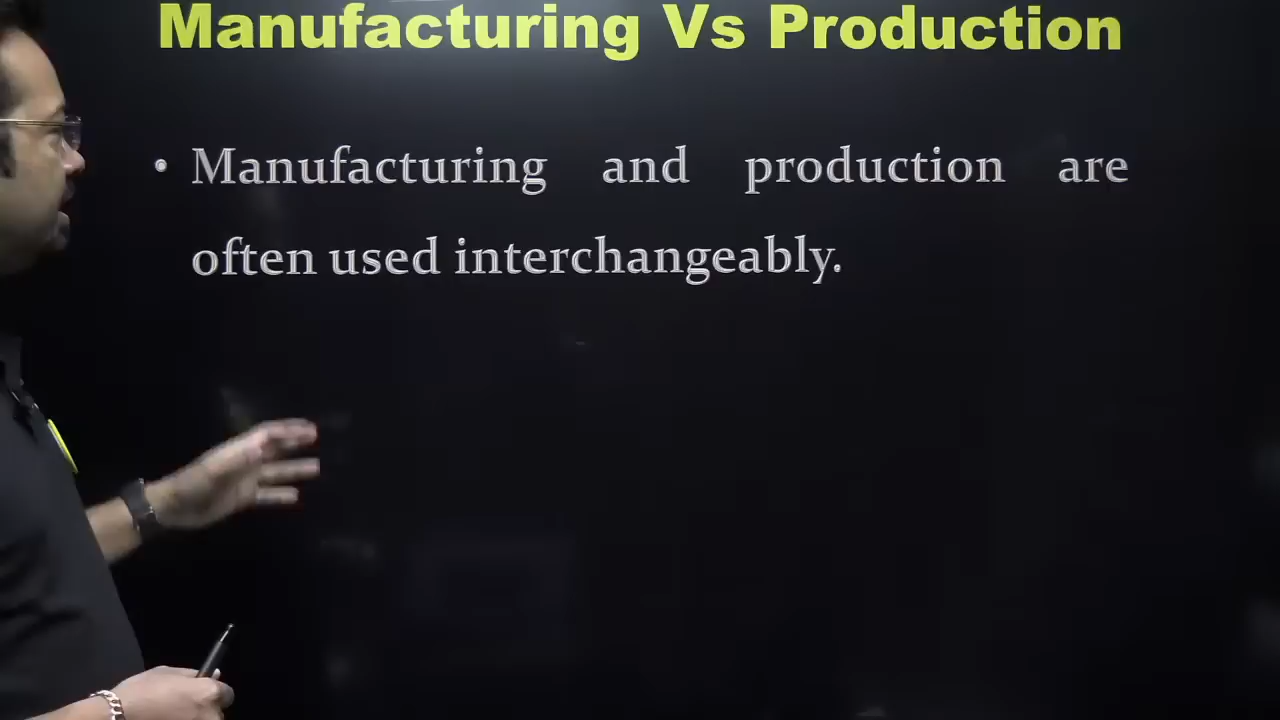 Manufacturing Vs Production
• Manufacturing and production are
often used interchangeably.